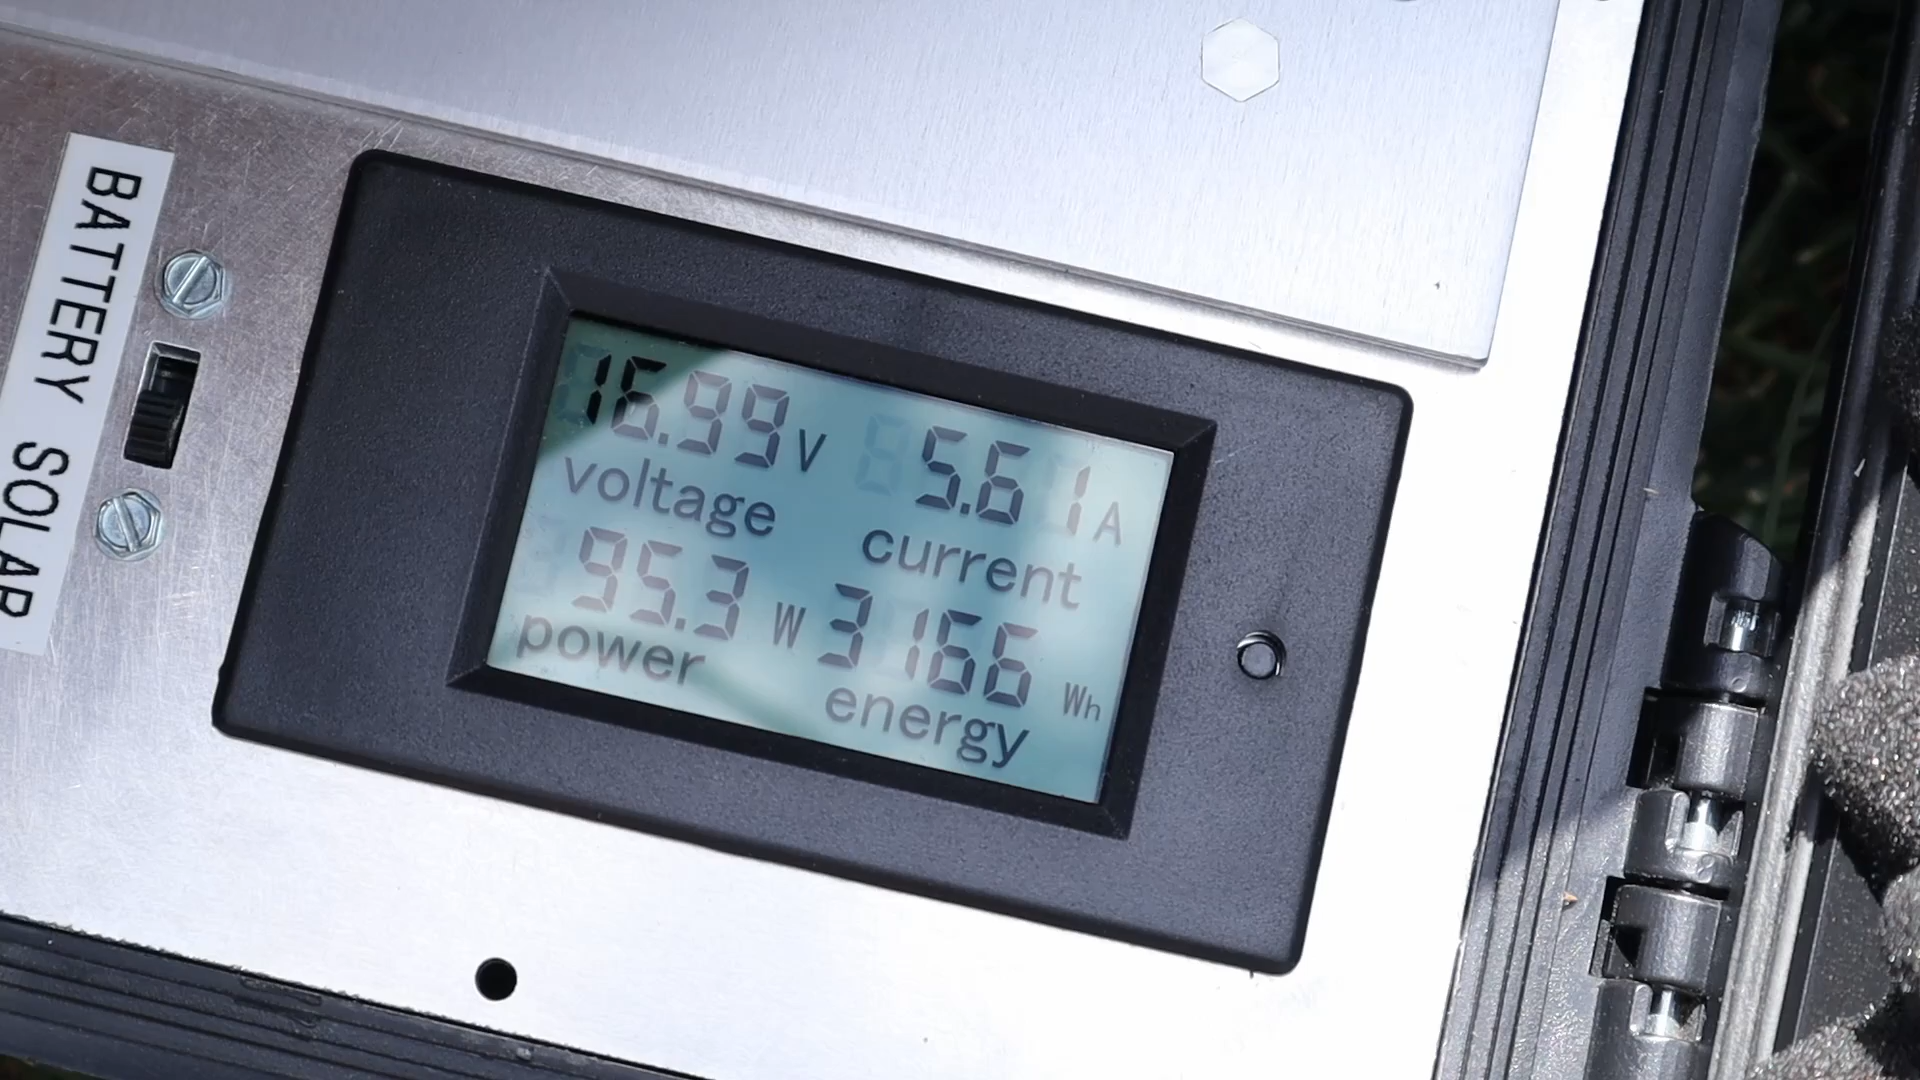 BATTERY SOLAR
16.99 V
voltage
5.61 A
current
95.3 W
power
3166 Wh
energy